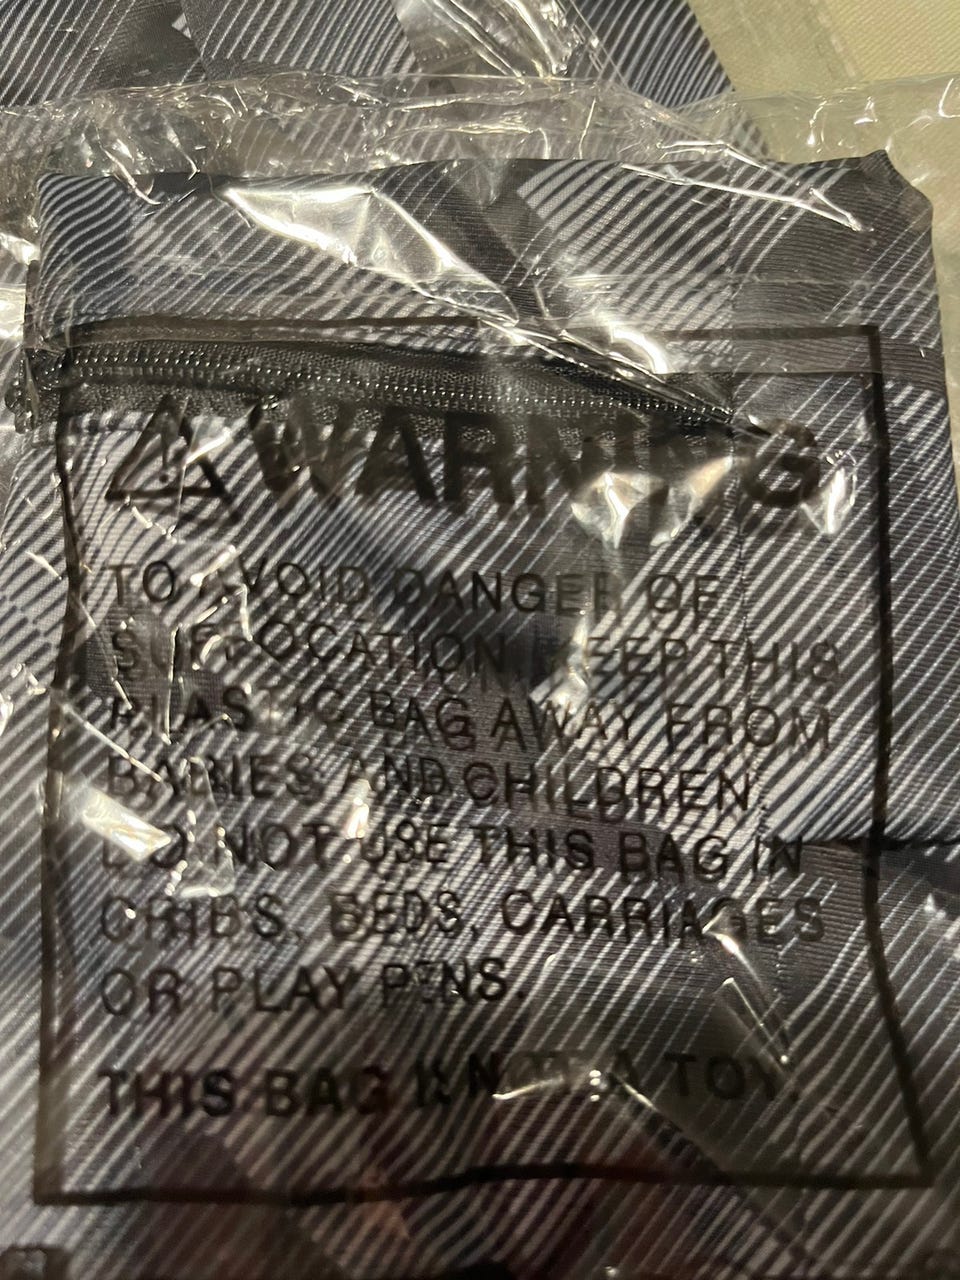 ⚠ WARNING
TO AVOID DANGER OF
SUFFOCATION KEEP THIS
PLASTIC BAG AWAY FROM
BABIES AND CHILDREN.
DO NOT USE THIS BAG IN
CRIBS, BEDS, CARRIAGES
OR PLAY PENS.
THIS BAG IS NOT A TOY.